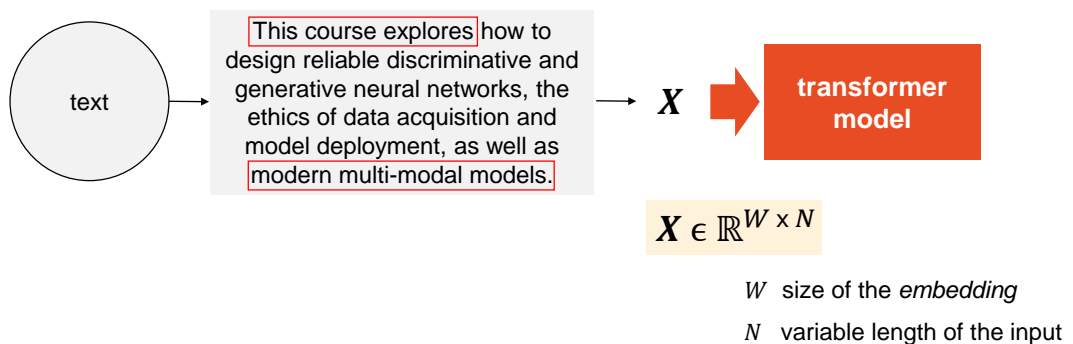 text
This course explores how to
design reliable discriminative and
generative neural networks, the
ethics of data acquisition and
model deployment, as well as
modern multi-modal models.
X
transformer
model
X ϵ ℝ^{W x N}
W size of the embedding
N variable length of the input